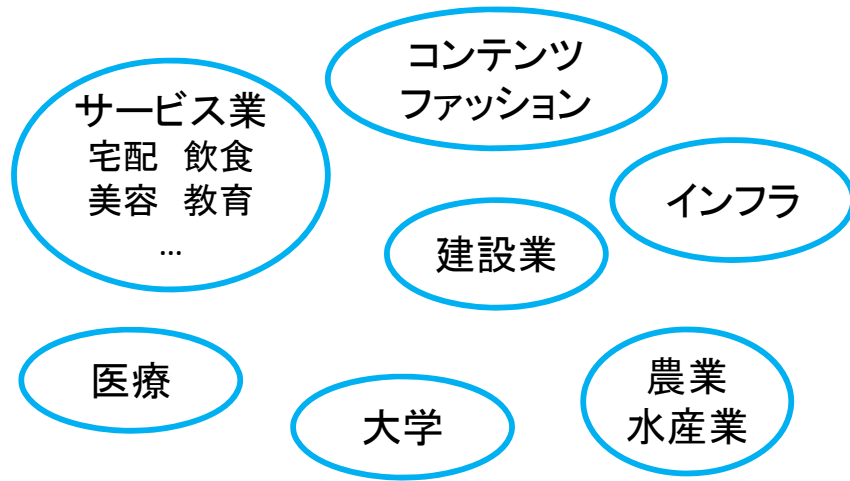 コンテンツ
ファッション
サービス業
宅配　飲食
美容　教育
…
インフラ
建設業
医療
大学
農業
水産業